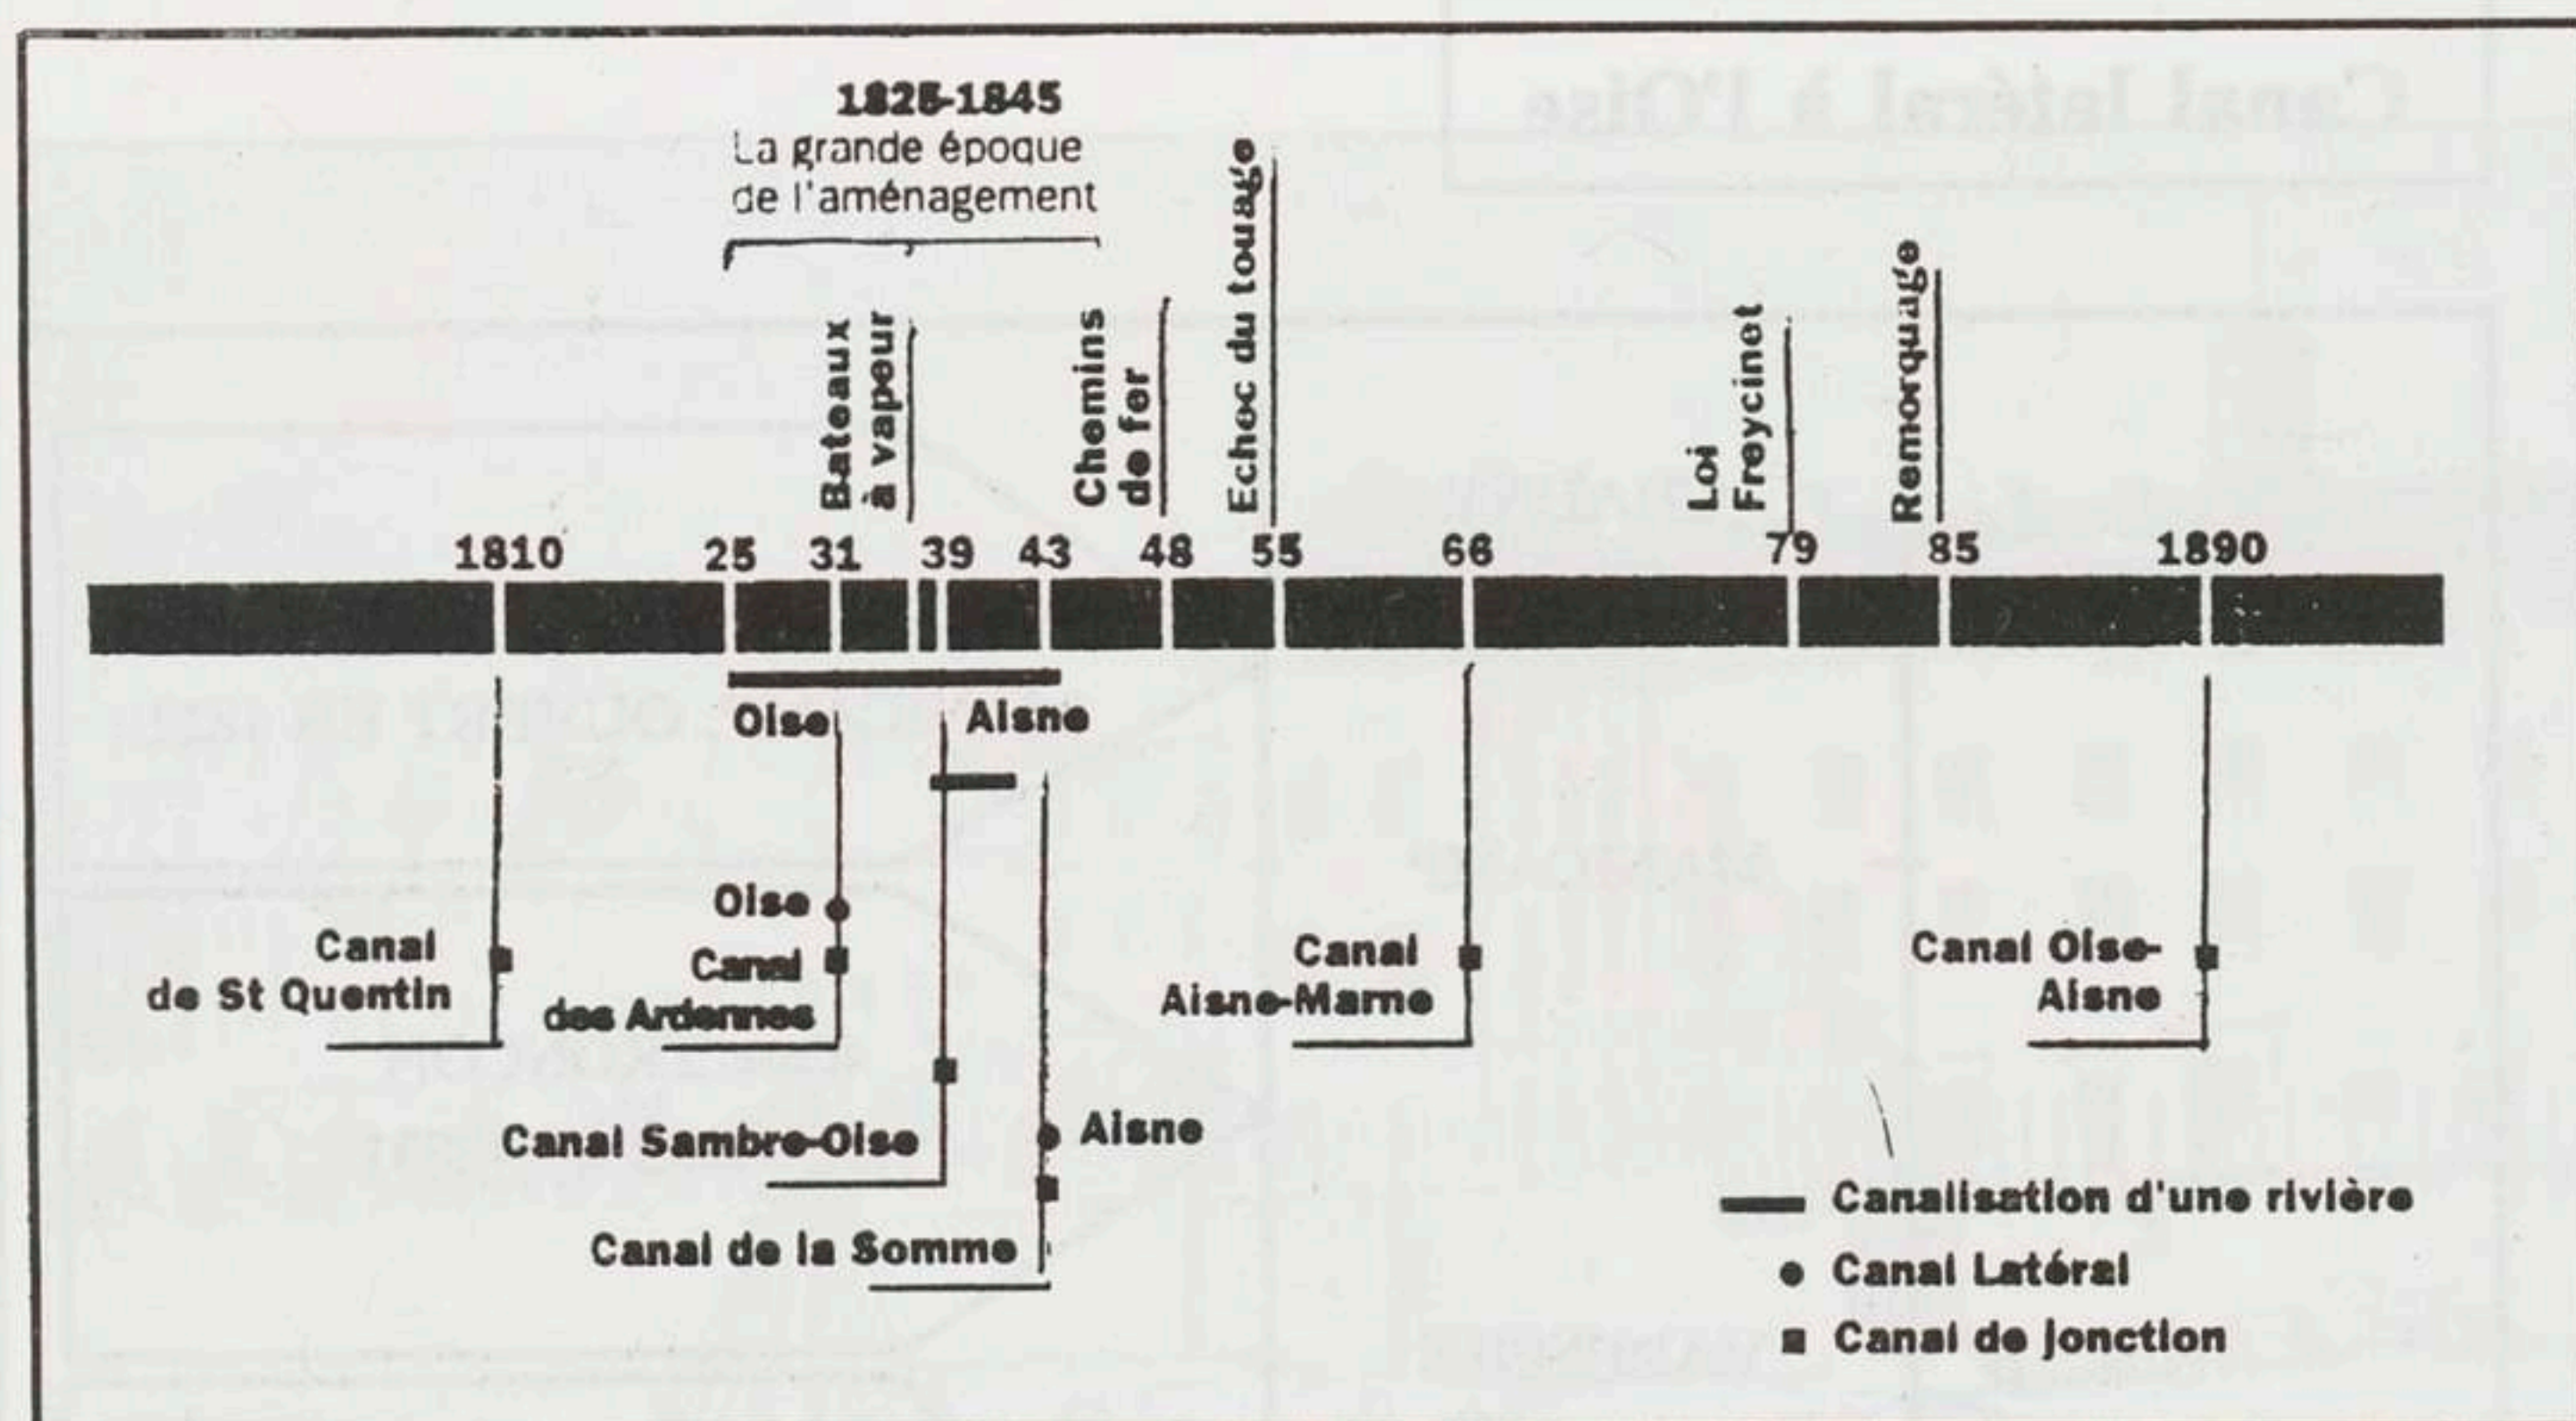 1825-1845
La grande époque
de l'aménagement
Bateaux
à vapeur
Chemins
de fer
Echec du touage
Loi
Freycinet
Remorquage
1810 25 31 39 43 48 55 66 79 85 1890
Oise Aisne
Oise
Canal
de St Quentin
Canal
des Ardennes
Canal
Aisne-Marne
Canal Oise-
Aisne
Canal Sambre-Oise
Aisne
Canal de la Somme
Canalisation d'une rivière
Canal Latéral
Canal de jonction
Canal latéral à l'Oise